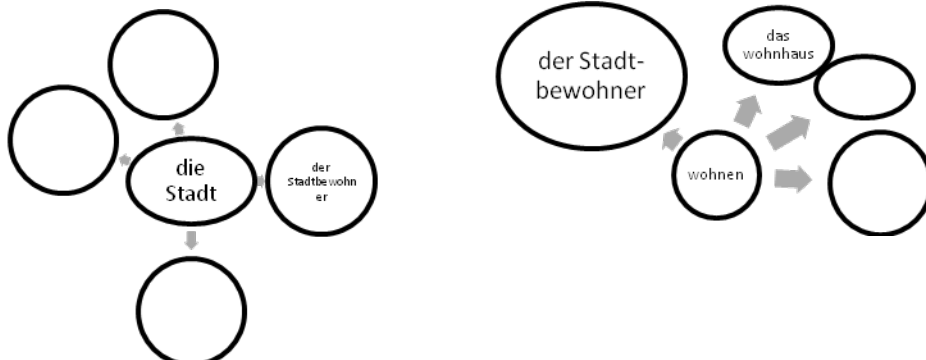 die
Stadt
der
Stadtbewohn
er
der Stadt-
bewohner
das
wohnhaus
wohnen